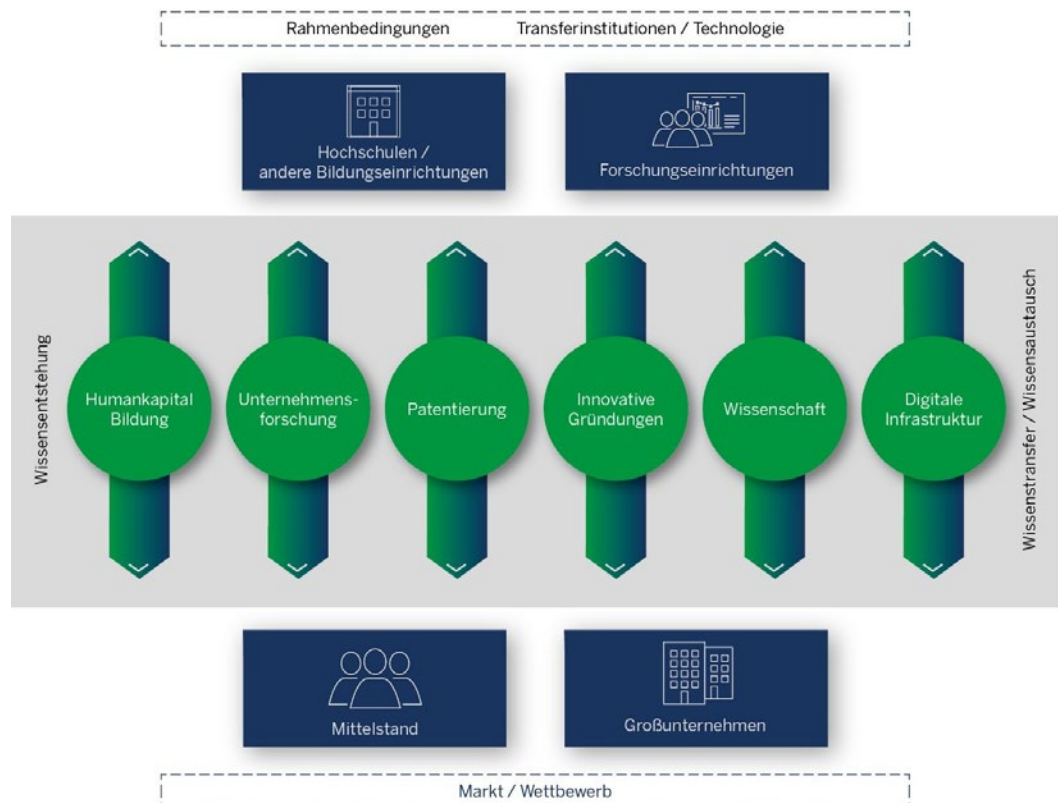 Rahmenbedingungen Transferinstitutionen / Technologie
Hochschulen /
andere Bildungseinrichtungen
Forschungseinrichtungen
Wissensentstehung
Humankapital
Bildung
Unternehmens-
forschung
Patentierung
Innovative
Gründungen
Wissenschaft
Digitale
Infrastruktur
Wissenstransfer / Wissensaustausch
Mittelstand
Großunternehmen
Markt / Wettbewerb